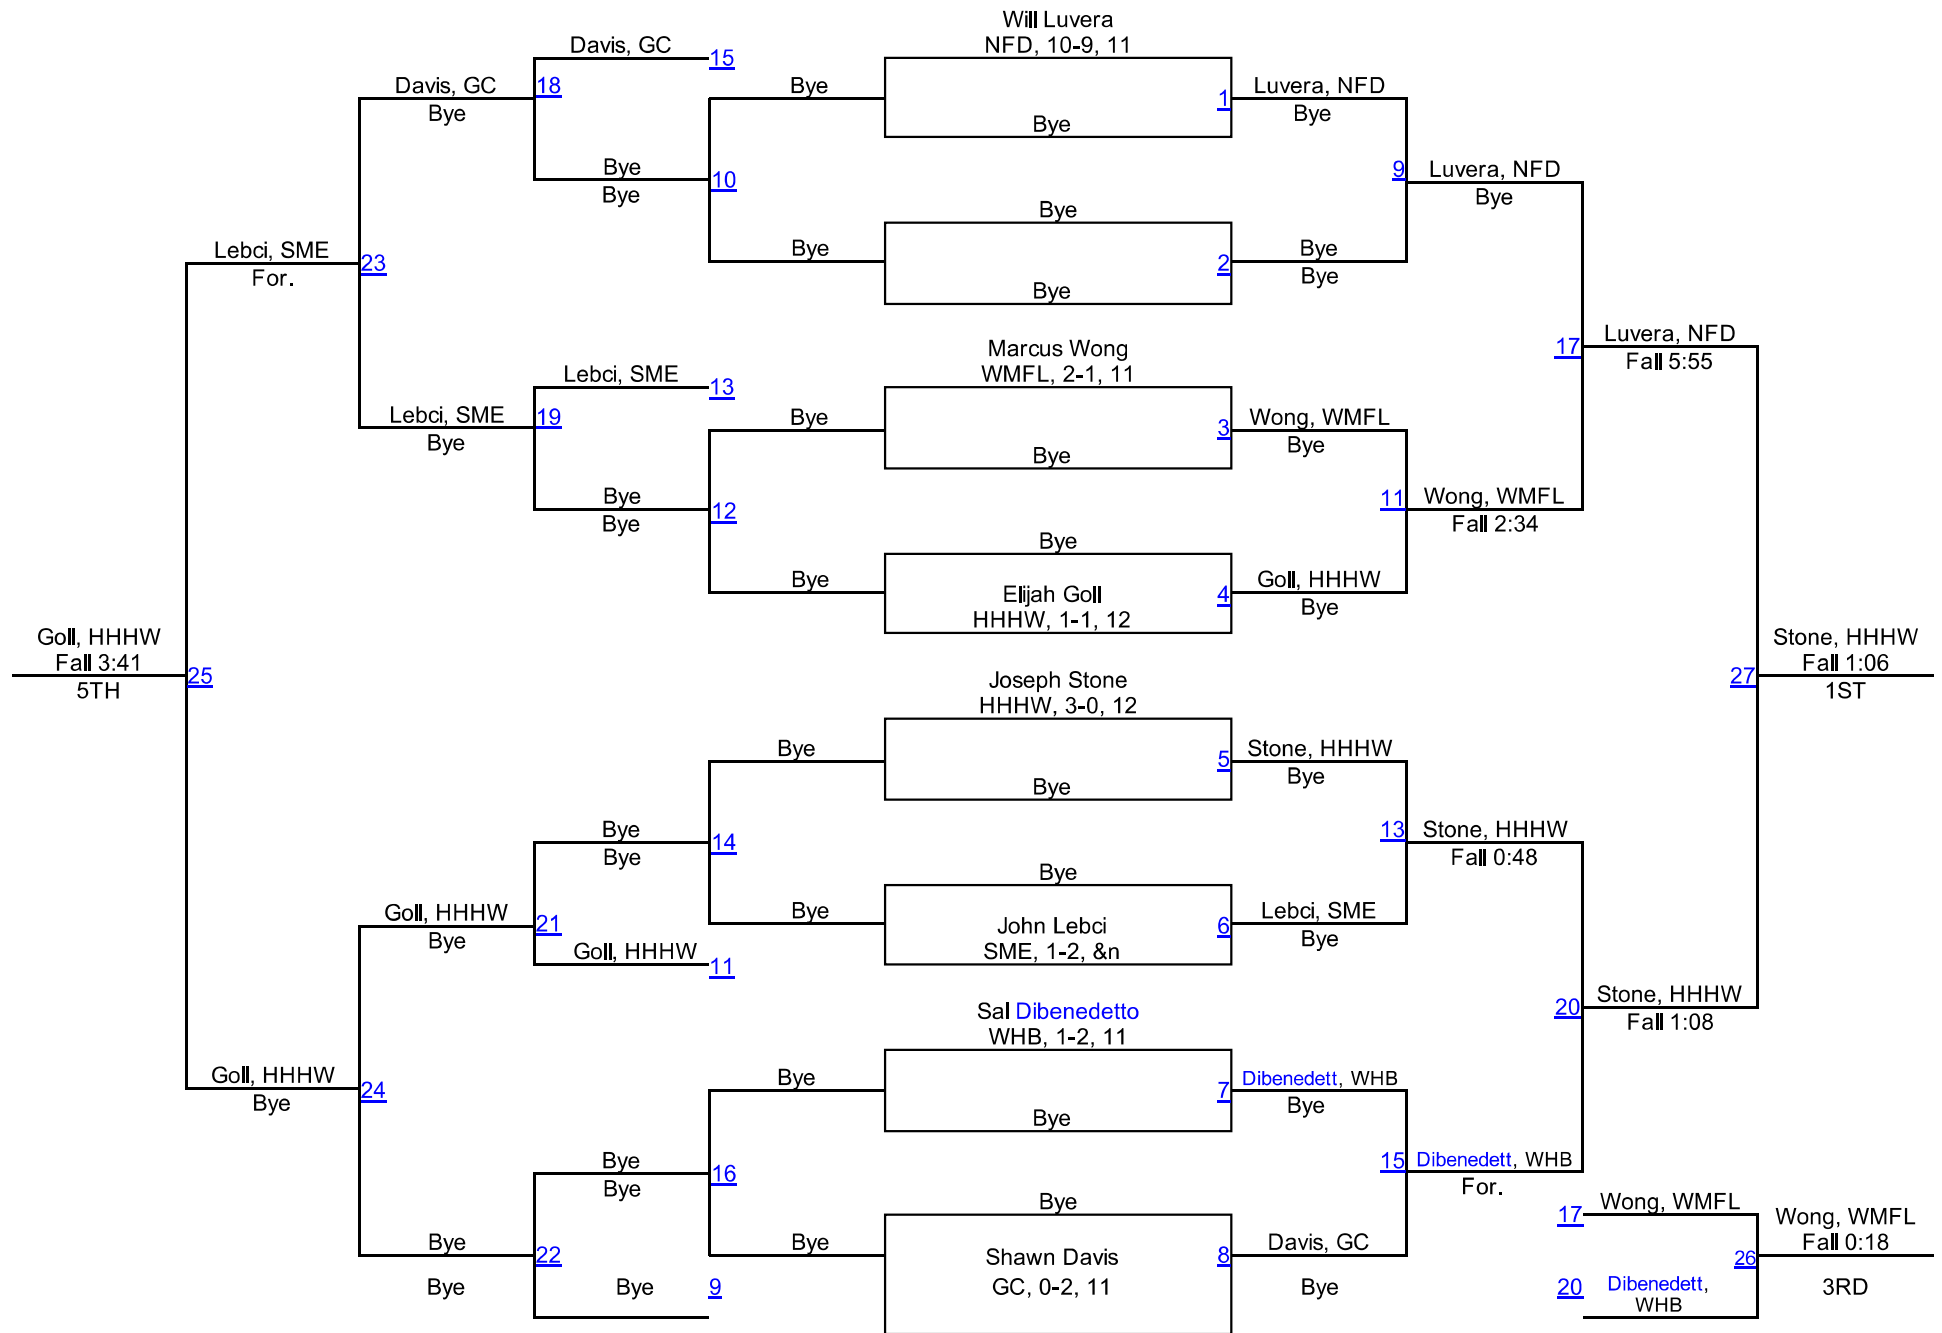 Will Luvera
Davis, GC
15
NFD, 10-9, 11
Davis, GC
18
Bye
1
Luvera, NFD
Bye
Bye
Bye
Bye
Bye
10
9
Luvera, NFD
Bye
Bye
Bye
Bye
2
Bye
Lebci, SME
23
For.
Bye
Bye
Marcus Wong
17
Luvera, NFD
Fall 5:55
Lebci, SME
13
WMFL, 2-1, 11
Lebci, SME
19
Bye
3
Wong, WMFL
Bye
Bye
Bye
Bye
12
11
Wong, WMFL
Bye
Fall 2:34
Bye
Bye
Elijah Goll
4
Goll, HHHW
HHHW, 1-1, 12
Bye
Goll, HHHW
Fall 3:41
25
5TH
Joseph Stone
HHHW, 3-0, 12
27
Stone, HHHW
Fall 1:06
1ST
Bye
5
Stone, HHHW
Bye
Bye
Bye
14
13
Stone, HHHW
Bye
Fall 0:48
Bye
Goll, HHHW
21
Bye
John Lebci
6
Lebci, SME
Bye
Goll, HHHW
11
SME, 1-2, &n
Bye
Sal Dibenedetto
20
Stone, HHHW
WHB, 1-2, 11
Fall 1:08
Goll, HHHW
24
Bye
7
Dibenedett, WHB
Bye
Bye
Bye
Bye
16
15
Dibenedett, WHB
Bye
For.
Bye
17
Wong, WMFL
Wong, WMFL
Bye
22
Bye
Shawn Davis
8
Davis, GC
26
Fall 0:18
Bye
Bye
9
GC, 0-2, 11
Bye
20
Dibenedett,
WHB
3RD